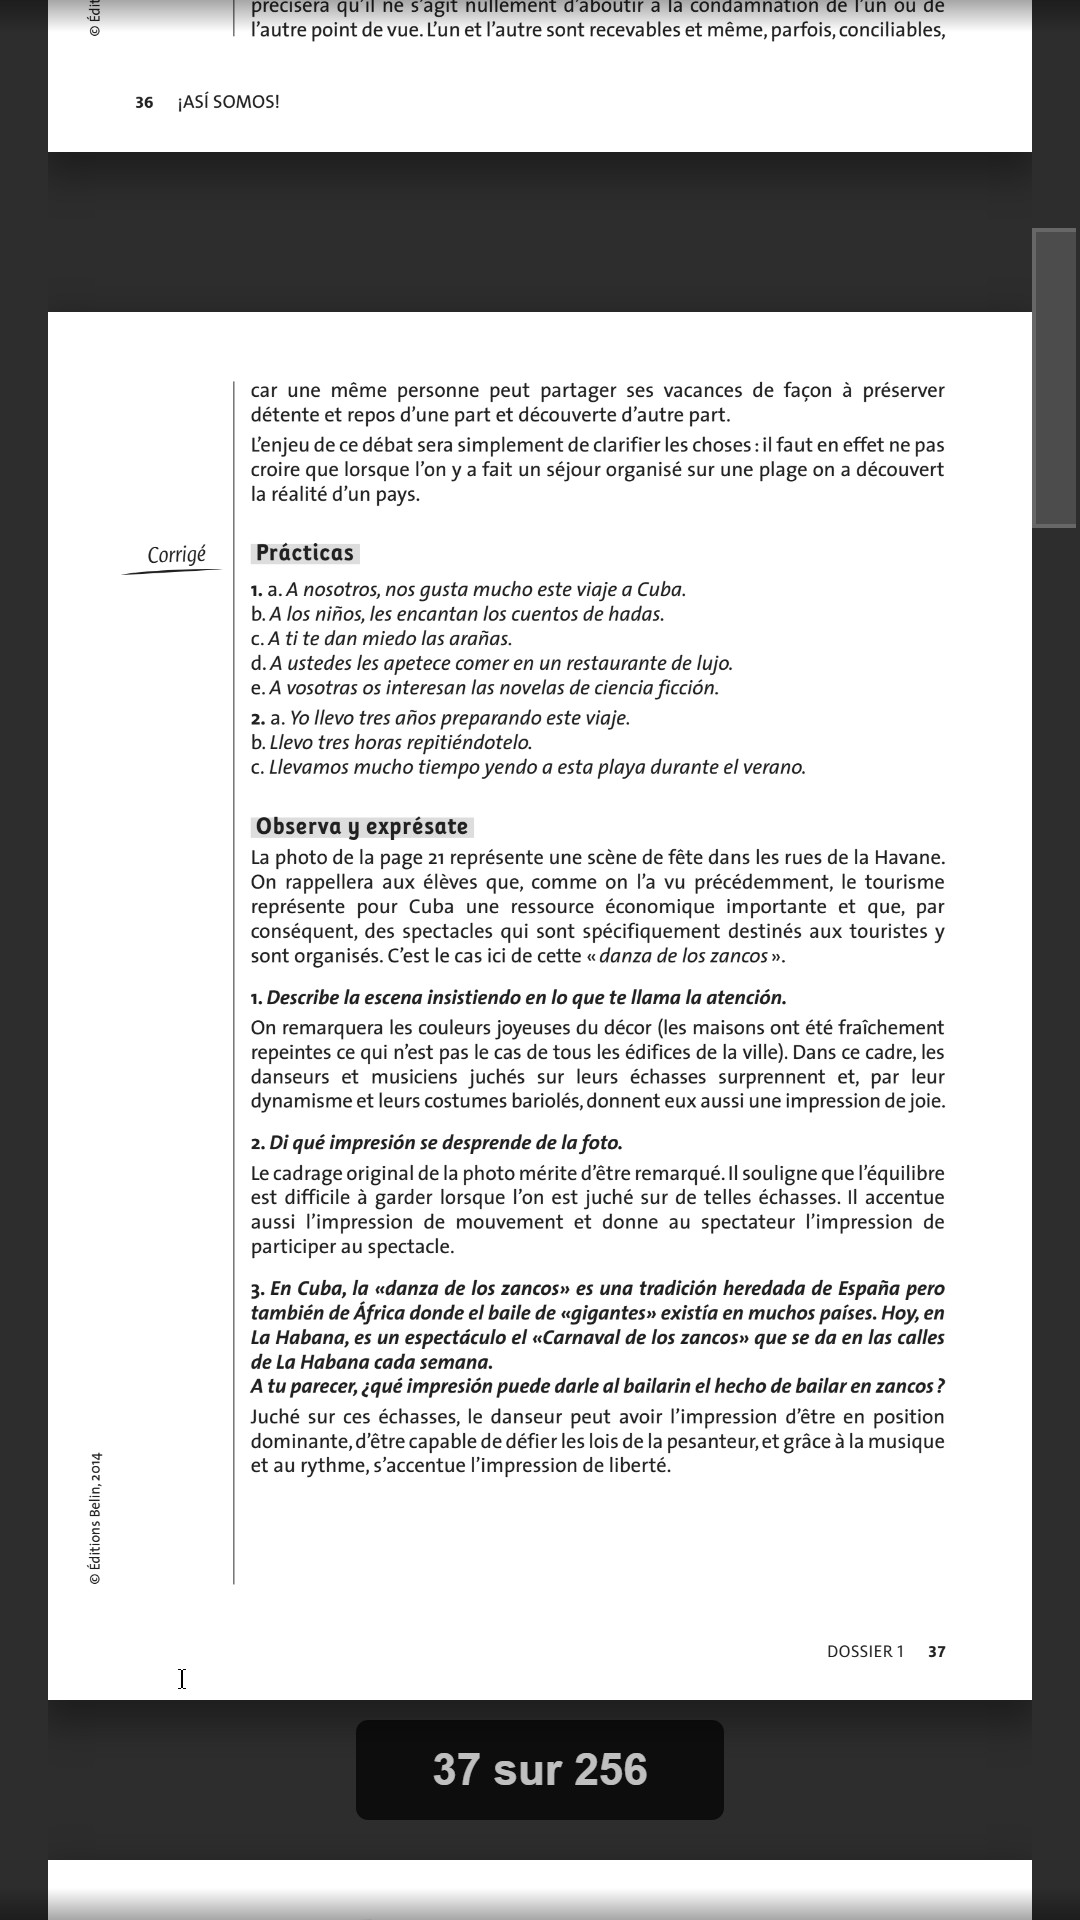 précisera qu'il ne s'agit nullement d'aboutir à la condamnation de l'un ou de
l'autre point de vue. L'un et l'autre sont recevables et même, parfois, conciliables,
© Édit
36 ¡ASÍ SOMOS!
car une même personne peut partager ses vacances de façon à préserver
détente et repos d'une part et découverte d'autre part.
L'enjeu de ce débat sera simplement de clarifier les choses : il faut en effet ne pas
croire que lorsque l'on y a fait un séjour organisé sur une plage on a découvert
la réalité d'un pays.
Corrigé
Prácticas
1. a. A nosotros, nos gusta mucho este viaje a Cuba.
b. A los niños, les encantan los cuentos de hadas.
c. A ti te dan miedo las arañas.
d. A ustedes les apetece comer en un restaurante de lujo.
e. A vosotras os interesan las novelas de ciencia ficción.
2. a. Yo llevo tres años preparando este viaje.
b. Llevo tres horas repitiéndotelo.
c. Llevamos mucho tiempo yendo a esta playa durante el verano.
Observa y exprésate
La photo de la page 21 représente une scène de fête dans les rues de la Havane.
On rappellera aux élèves que, comme on l'a vu précédemment, le tourisme
représente pour Cuba une ressource économique importante et que, par
conséquent, des spectacles qui sont spécifiquement destinés aux touristes y
sont organisés. C'est le cas ici de cette « danza de los zancos ».
1. Describe la escena insistiendo en lo que te llama la atención.
On remarquera les couleurs joyeuses du décor (les maisons ont été fraîchement
repeintes ce qui n'est pas le cas de tous les édifices de la ville). Dans ce cadre, les
danseurs et musiciens juchés sur leurs échasses surprennent et, par leur
dynamisme et leurs costumes bariolés, donnent eux aussi une impression de joie.
2. Di qué impresión se desprende de la foto.
Le cadrage original de la photo mérite d'être remarqué. Il souligne que l'équilibre
est difficile à garder lorsque l'on est juché sur de telles échasses. Il accentue
aussi l'impression de mouvement et donne au spectateur l'impression de
participer au spectacle.
3. En Cuba, la «danza de los zancos» es una tradición heredada de España pero
también de África donde el baile de «gigantes» existía en muchos países. Hoy, en
La Habana, es un espectáculo el «Carnaval de los zancos» que se da en las calles
de La Habana cada semana.
A tu parecer, ¿qué impresión puede darle al bailarin el hecho de bailar en zancos ?
Juché sur ces échasses, le danseur peut avoir l'impression d'être en position
dominante, d'être capable de défier les lois de la pesanteur, et grâce à la musique
et au rythme, s'accentue l'impression de liberté.
© Éditions Belin, 2014
DOSSIER 1 37
37 sur 256